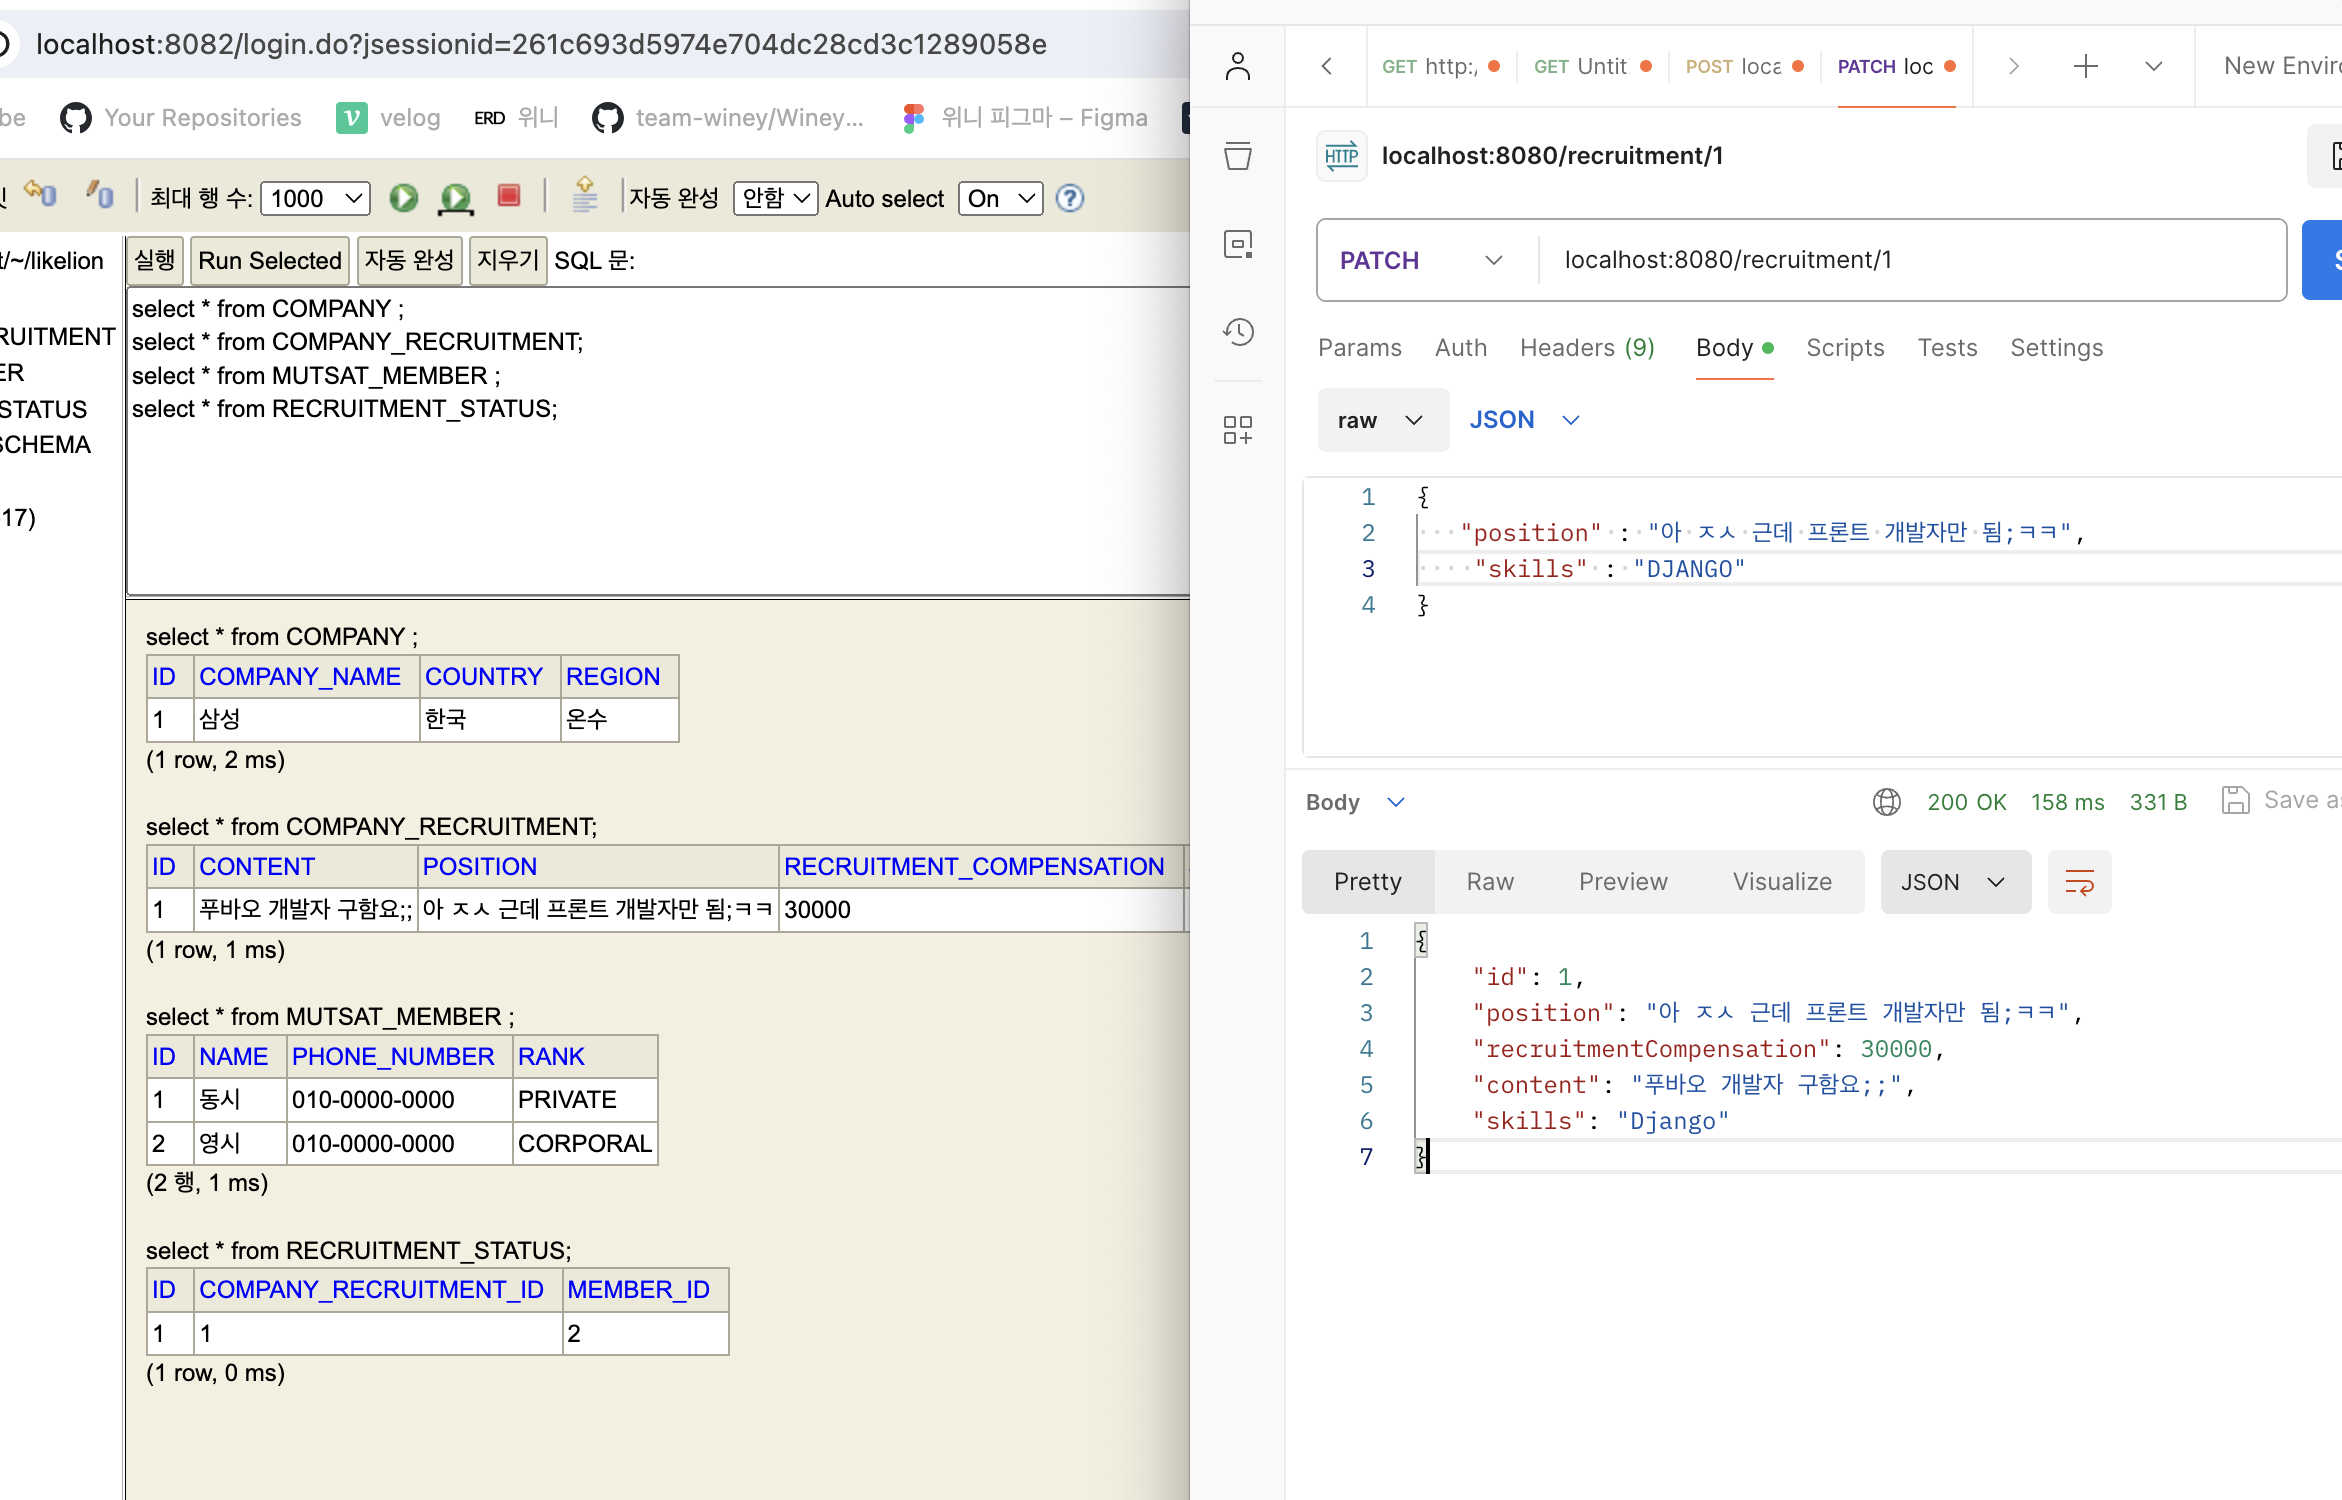 localhost:8082/login.do?jsessionid=261c693d5974e704dc28cd3c1289058e
be Your Repositories velog ERD 위니 team-winey/Winey... 위니 피그마 – Figma
최대 행 수: 1000 자동 완성 안함 Auto select On
t/~/likelion
RUITMENT
ER
STATUS
SCHEMA
17)
실행 Run Selected 자동 완성 지우기 SQL 문:
select * from COMPANY ;
select * from COMPANY_RECRUITMENT;
select * from MUTSAT_MEMBER ;
select * from RECRUITMENT_STATUS;
select * from COMPANY ;
ID COMPANY_NAME COUNTRY REGION
1 삼성 한국 온수
(1 row, 2 ms)
select * from COMPANY_RECRUITMENT;
ID CONTENT POSITION RECRUITMENT_COMPENSATION
1 푸바오 개발자 구함요;; 아 ㅈㅅ 근데 프론트 개발자만 됨;ㅋㅋ 30000
(1 row, 1 ms)
select * from MUTSAT_MEMBER ;
ID NAME PHONE_NUMBER RANK
1 동시 010-0000-0000 PRIVATE
2 영시 010-0000-0000 CORPORAL
(2 행, 1 ms)
select * from RECRUITMENT_STATUS;
ID COMPANY_RECRUITMENT_ID MEMBER_ID
1 1 2
(1 row, 0 ms)
GET http:/ GET Untit POST loca PATCH loc New Enviro
HTTP localhost:8080/recruitment/1
PATCH localhost:8080/recruitment/1 S
Params Auth Headers (9) Body Scripts Tests Settings
raw JSON
1 {
2 "position" : "아 ㅈㅅ 근데 프론트 개발자만 됨;ㅋㅋ",
3 "skills" : "DJANGO"
4 }
Body 200 OK 158 ms 331 B Save as
Pretty Raw Preview Visualize JSON
1 {
2 "id": 1,
3 "position": "아 ㅈㅅ 근데 프론트 개발자만 됨;ㅋㅋ",
4 "recruitmentCompensation": 30000,
5 "content": "푸바오 개발자 구함요;;",
6 "skills": "Django"
7 }